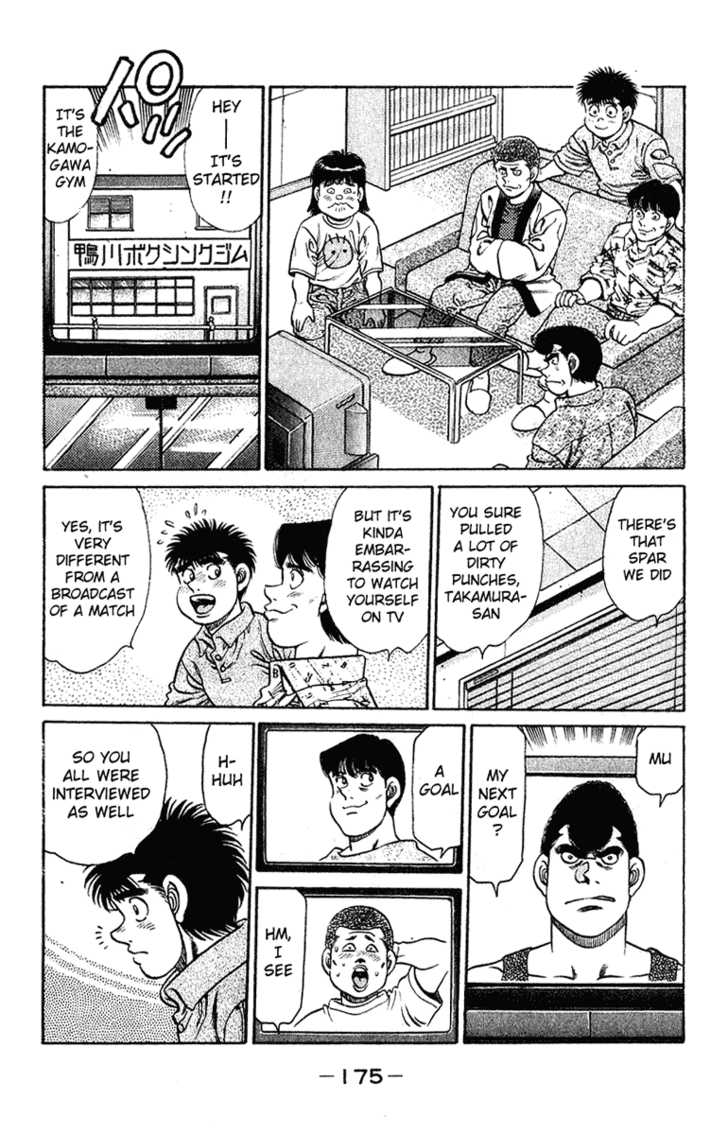 HEY
—
IT'S
STARTED
!!
IT'S
THE
KAMO-
GAWA
GYM
鴨川ボクシングジム
THERE'S
THAT
SPAR
WE DID
YOU SURE
PULLED
A LOT OF
DIRTY
PUNCHES,
TAKAMURA-
SAN
BUT IT'S
KINDA
EMBAR-
RASSING
TO WATCH
YOURSELF
ON TV
YES, IT'S
VERY
DIFFERENT
FROM A
BROADCAST
OF A MATCH
MU
MY
NEXT
GOAL
?
A
GOAL
HM,
I
SEE
H-
HUH
SO YOU
ALL WERE
INTERVIEWED
AS WELL
—175—